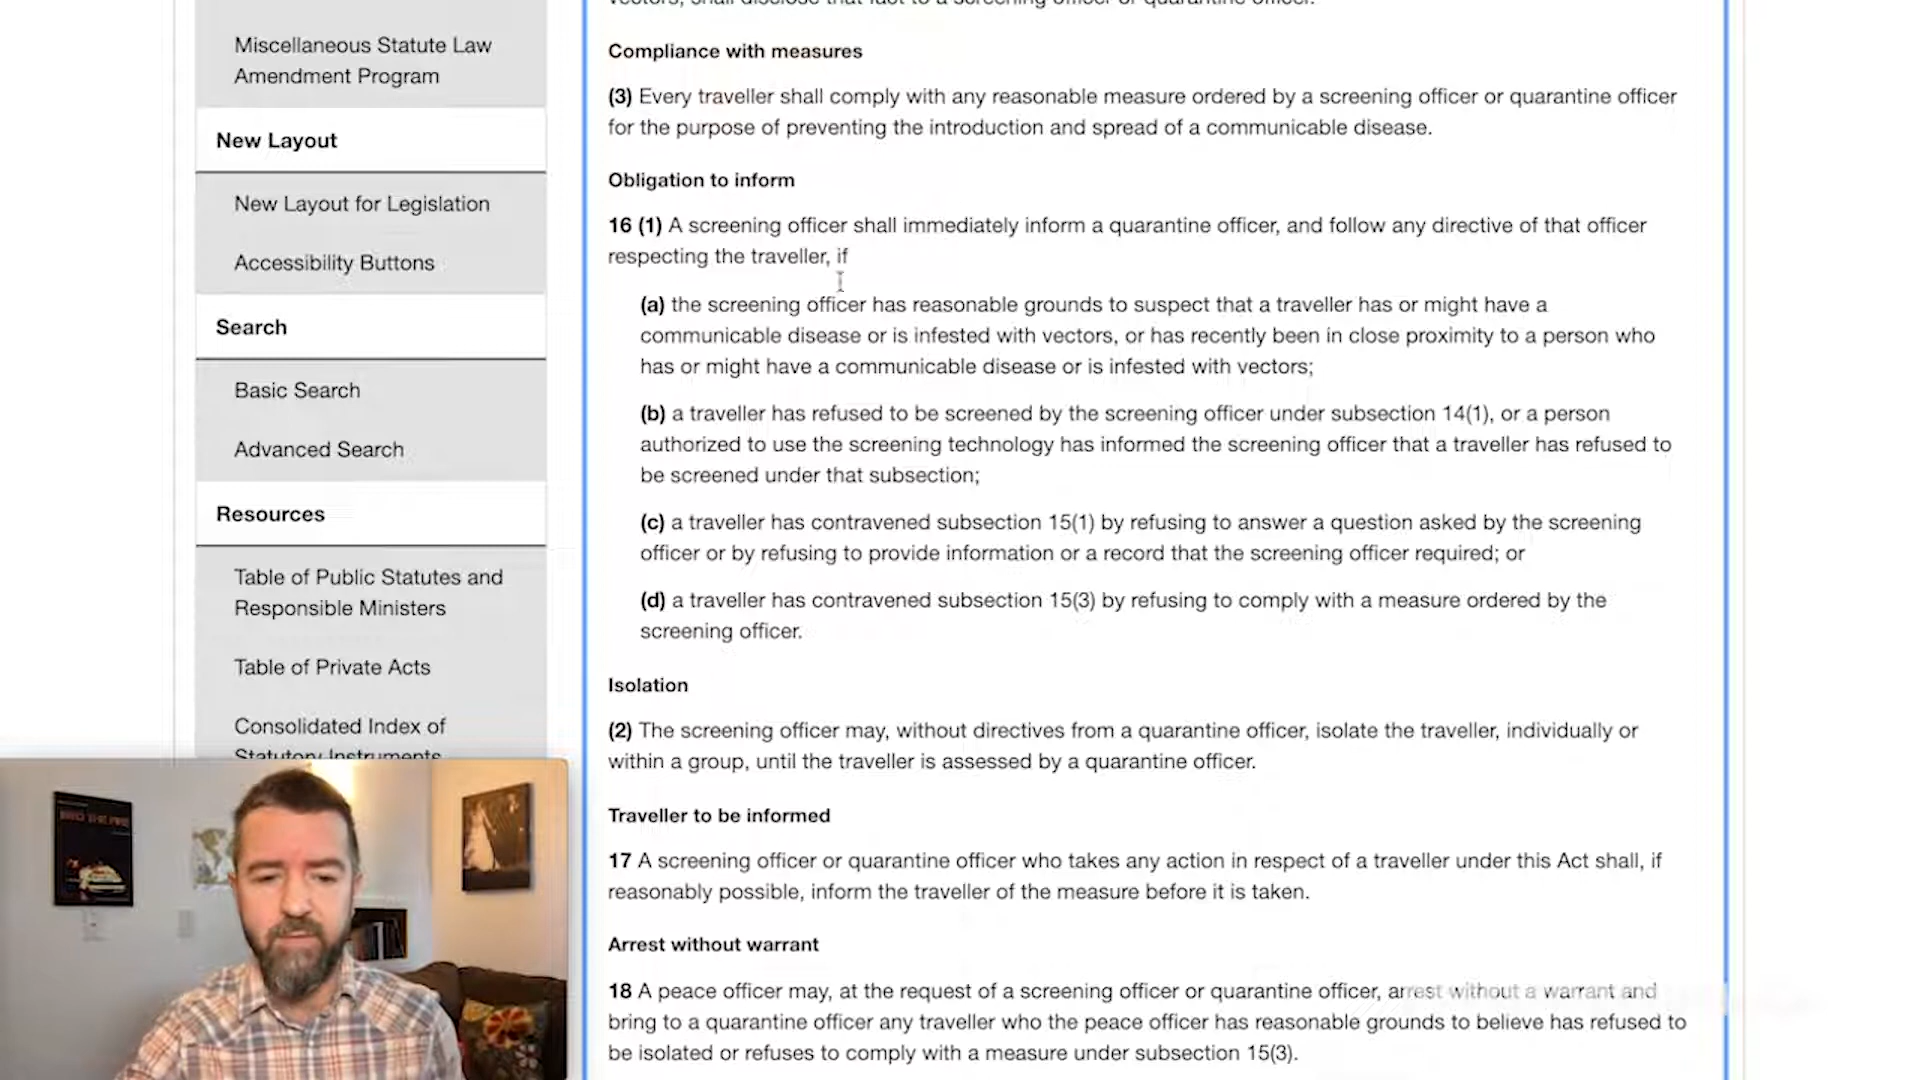 Miscellaneous Statute Law
Amendment Program
New Layout
New Layout for Legislation
Accessibility Buttons
Search
Basic Search
Advanced Search
Resources
Table of Public Statutes and
Responsible Ministers
Table of Private Acts
Consolidated Index of
Statutory Instruments
vectors, shall disclose that fact to a screening officer or quarantine officer.
Compliance with measures
(3) Every traveller shall comply with any reasonable measure ordered by a screening officer or quarantine officer
for the purpose of preventing the introduction and spread of a communicable disease.
Obligation to inform
16 (1) A screening officer shall immediately inform a quarantine officer, and follow any directive of that officer
respecting the traveller, if
(a) the screening officer has reasonable grounds to suspect that a traveller has or might have a
communicable disease or is infested with vectors, or has recently been in close proximity to a person who
has or might have a communicable disease or is infested with vectors;
(b) a traveller has refused to be screened by the screening officer under subsection 14(1), or a person
authorized to use the screening technology has informed the screening officer that a traveller has refused to
be screened under that subsection;
(c) a traveller has contravened subsection 15(1) by refusing to answer a question asked by the screening
officer or by refusing to provide information or a record that the screening officer required; or
(d) a traveller has contravened subsection 15(3) by refusing to comply with a measure ordered by the
screening officer.
Isolation
(2) The screening officer may, without directives from a quarantine officer, isolate the traveller, individually or
within a group, until the traveller is assessed by a quarantine officer.
Traveller to be informed
17 A screening officer or quarantine officer who takes any action in respect of a traveller under this Act shall, if
reasonably possible, inform the traveller of the measure before it is taken.
Arrest without warrant
18 A peace officer may, at the request of a screening officer or quarantine officer, arrest without a warrant and
bring to a quarantine officer any traveller who the peace officer has reasonable grounds to believe has refused to
be isolated or refuses to comply with a measure under subsection 15(3).